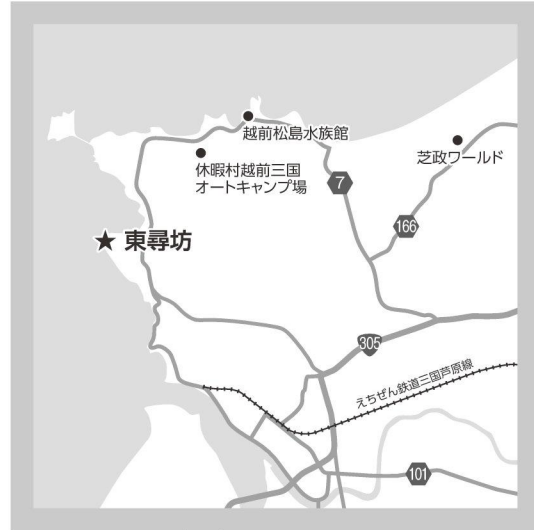 越前松島水族館
芝政ワールド
休暇村越前三国
オートキャンプ場
7
166
★ 東尋坊
305
えちぜん鉄道三国芦原線
101